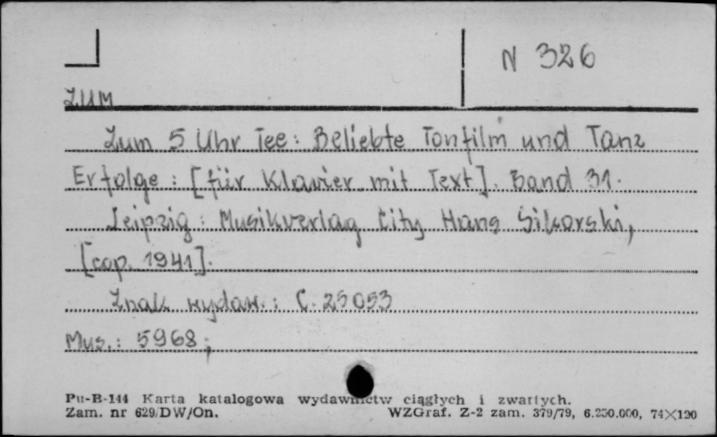 N 326
ZUM
Zum 5 Uhr Tee: Beliebte Tonfilm und Tanz
Erfolge: [für Klavier mit Text]. Band 31.
Leipzig: Musikverlag City Hans Sikorski,
[cop. 1941].
Znak wydaw.: C. 25053
Mus.: 5968;
Pu-B-144 Karta katalogowa wydawnictw ciągłych i zwartych.
Zam. nr 629/DW/On. WZGraf. Z-2 zam. 379/79, 6.250.000, 74×120